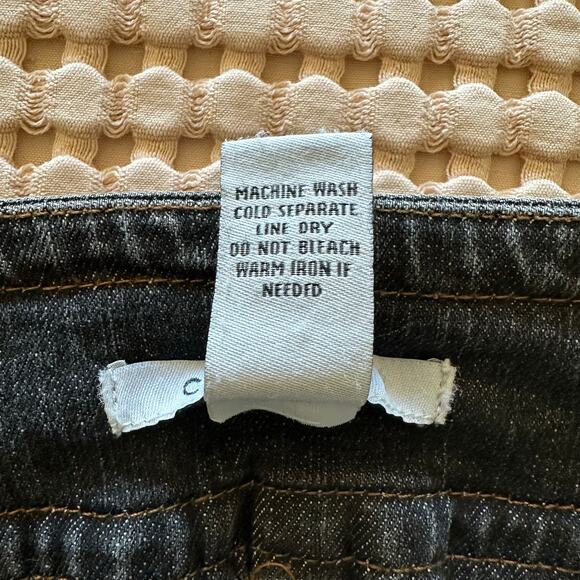 MACHINE WASH
COLD SEPARATE
LINE DRY
DO NOT BLEACH
WARM IRON IF
NEEDED
C